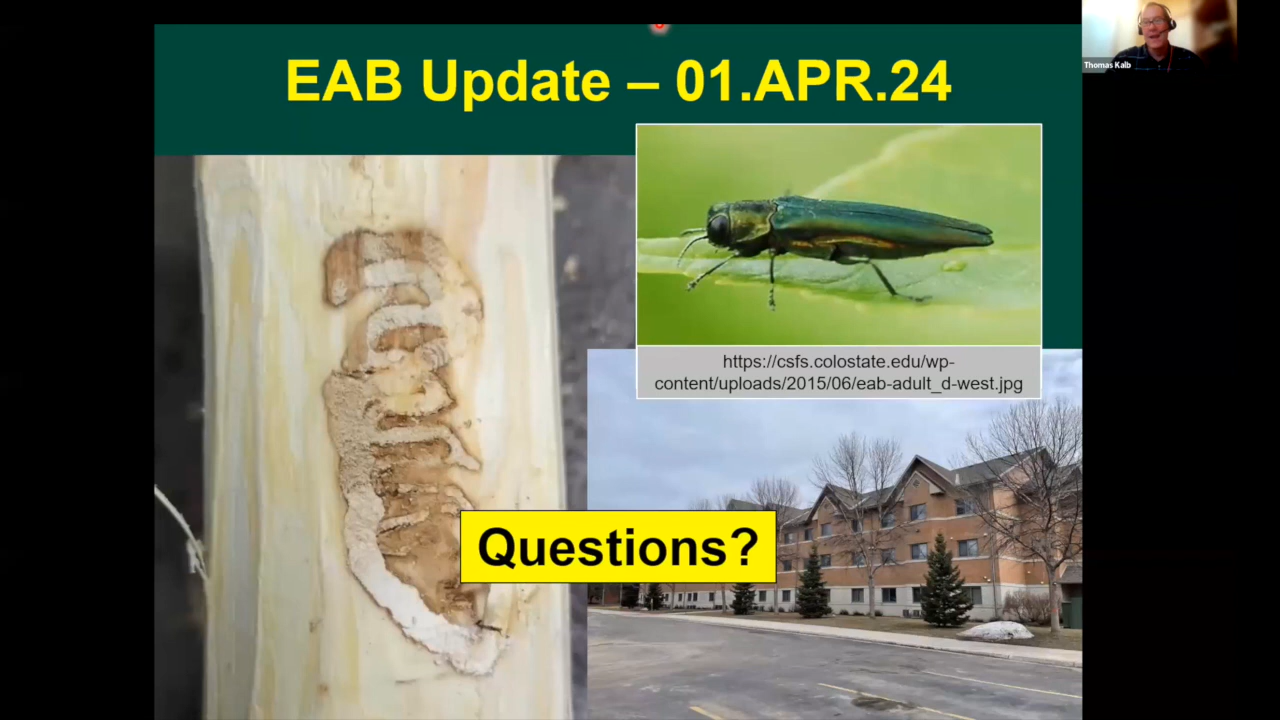 EAB Update – 01.APR.24
Thomas Kalb
https://csfs.colostate.edu/wp-
content/uploads/2015/06/eab-adult_d-west.jpg
Questions?